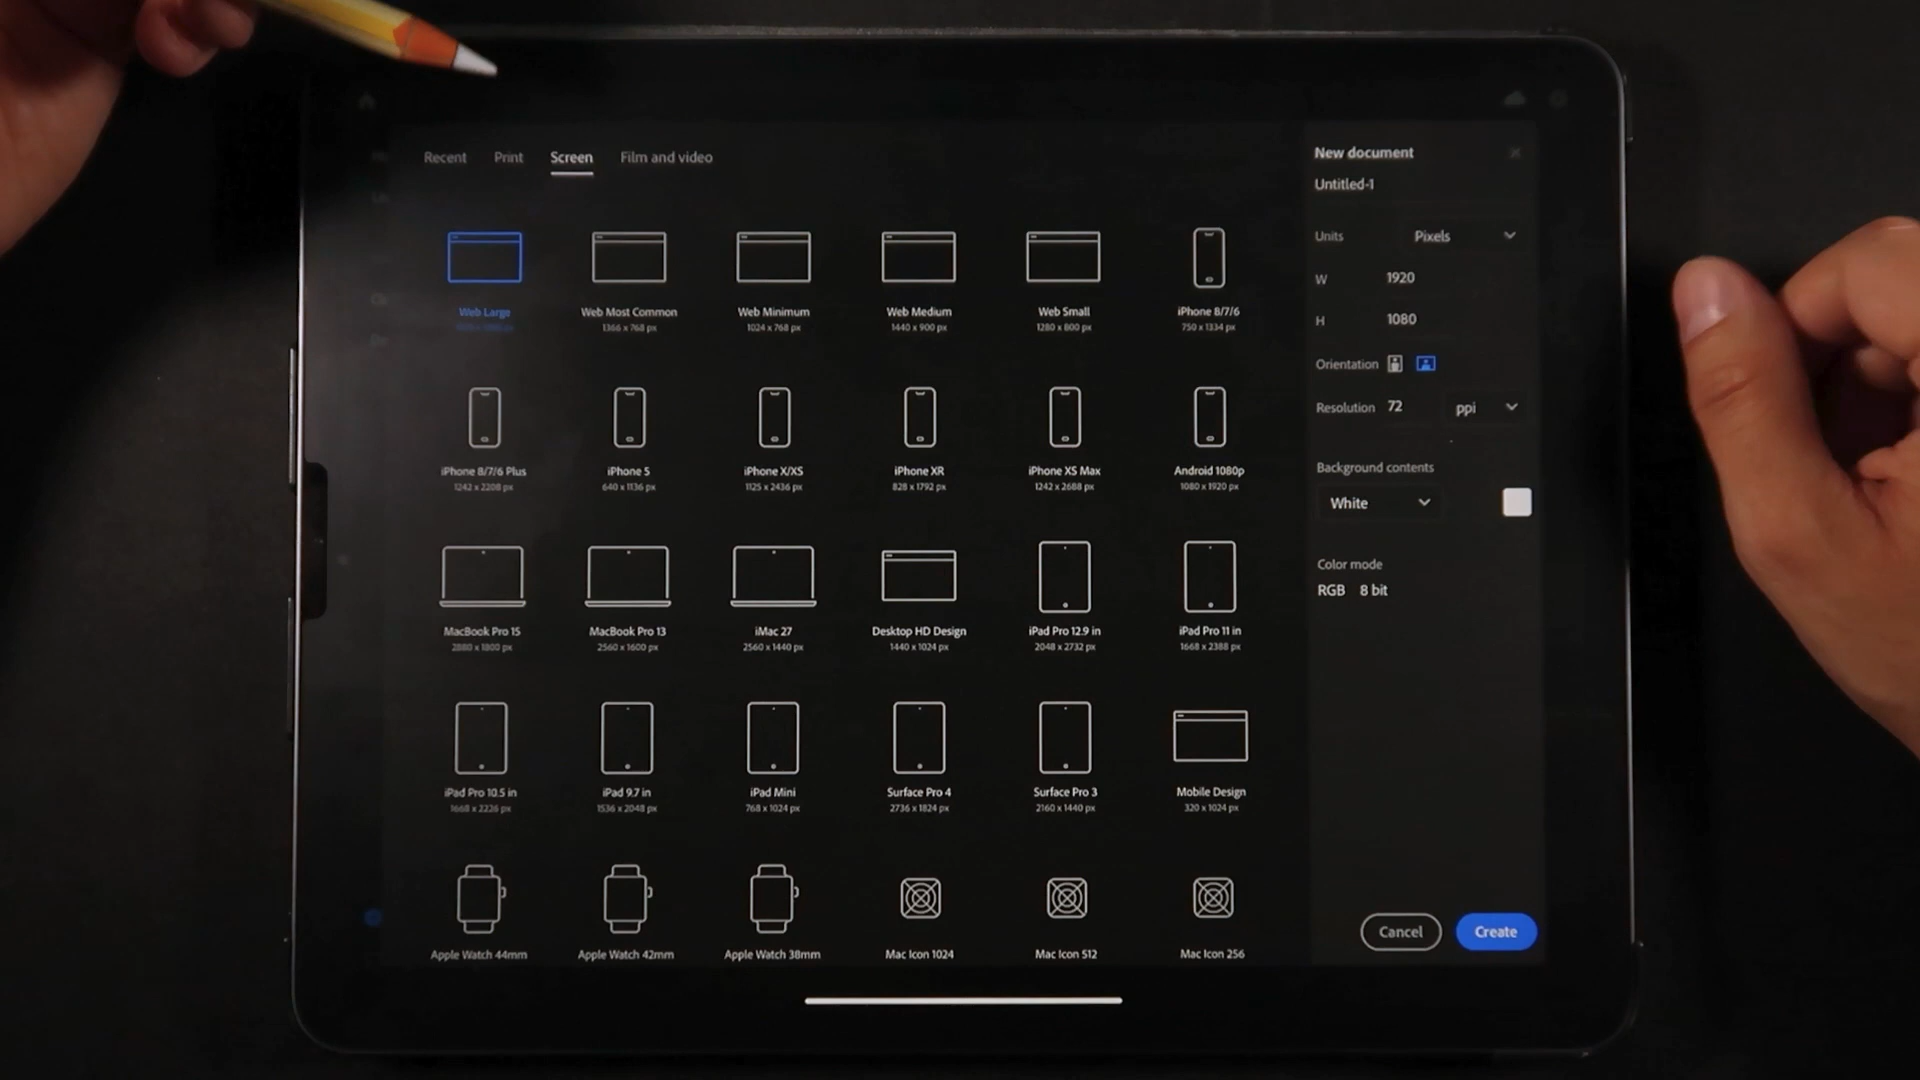 Recent Print Screen Film and video
New document
Untitled-1
Units Pixels
W 1920
H 1080
Orientation
Resolution 72 ppi
Background contents
White
Color mode
RGB 8 bit
Cancel Create
Web Large Web Most Common Web Minimum Web Medium Web Small iPhone 8/7/6
1366 x 768 px 1024 x 768 px 1440 x 900 px 1280 x 800 px 750 x 1334 px
iPhone 8/7/6 Plus iPhone 5 iPhone X/XS iPhone XR iPhone XS Max Android 1080p
1242 x 2208 px 640 x 1136 px 1125 x 2436 px 828 x 1792 px 1242 x 2688 px 1080 x 1920 px
MacBook Pro 15 MacBook Pro 13 iMac 27 Desktop HD Design iPad Pro 12.9 in iPad Pro 11 in
2880 x 1800 px 2560 x 1600 px 2560 x 1440 px 1440 x 1024 px 2048 x 2732 px 1668 x 2388 px
iPad Pro 10.5 in iPad 9.7 in iPad Mini Surface Pro 4 Surface Pro 3 Mobile Design
1668 x 2226 px 1536 x 2048 px 768 x 1024 px 2736 x 1824 px 2160 x 1440 px 320 x 1024 px
Apple Watch 44mm Apple Watch 42mm Apple Watch 38mm Mac Icon 1024 Mac Icon 512 Mac Icon 256